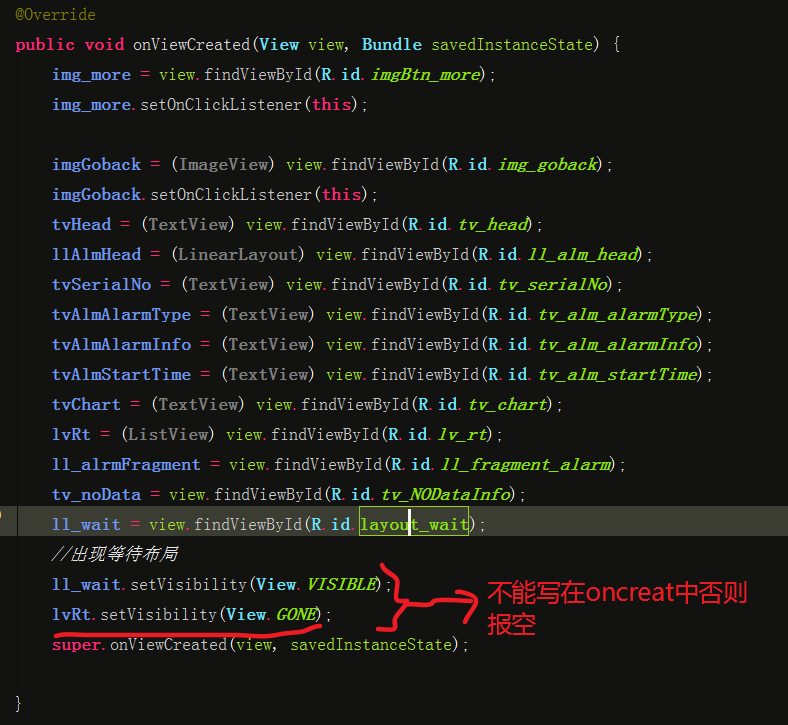 @Override
public void onViewCreated(View view, Bundle savedInstanceState) {
img_more = view.findViewById(R.id.imgBtn_more);
img_more.setOnClickListener(this);
imgGoback = (ImageView) view.findViewById(R.id.img_goback);
imgGoback.setOnClickListener(this);
tvHead = (TextView) view.findViewById(R.id.tv_head);
llAlmHead = (LinearLayout) view.findViewById(R.id.ll_alm_head);
tvSerialNo = (TextView) view.findViewById(R.id.tv_serialNo);
tvAlmAlarmType = (TextView) view.findViewById(R.id.tv_alm_alarmType);
tvAlmAlarmInfo = (TextView) view.findViewById(R.id.tv_alm_alarmInfo);
tvAlmStartTime = (TextView) view.findViewById(R.id.tv_alm_startTime);
tvChart = (TextView) view.findViewById(R.id.tv_chart);
lvRt = (ListView) view.findViewById(R.id.lv_rt);
ll_alrmFragment = view.findViewById(R.id.ll_fragment_alarm);
tv_noData = view.findViewById(R.id.tv_NODataInfo);
ll_wait = view.findViewById(R.id.layout_wait);
//出现等待布局
ll_wait.setVisibility(View.VISIBLE);
lvRt.setVisibility(View.GONE);
不能写在oncreat中否则
报空
super.onViewCreated(view, savedInstanceState);
}